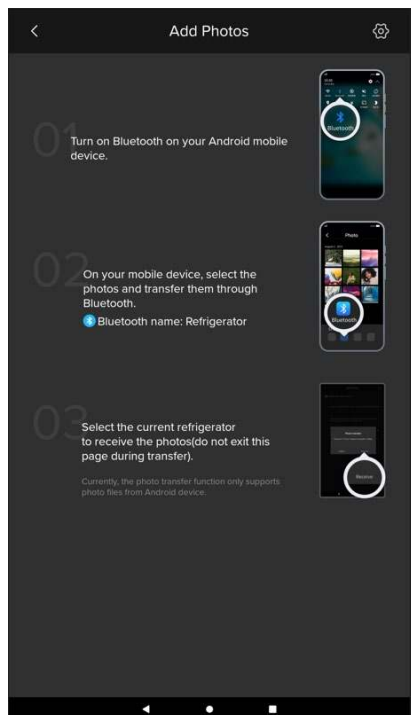 Add Photos
01
Turn on Bluetooth on your Android mobile
device.
Bluetooth
02
On your mobile device, select the
photos and transfer them through
Bluetooth.
Bluetooth name: Refrigerator
Photo
Bluetooth
03
Select the current refrigerator
to receive the photos(do not exit this
page during transfer).
Currently, the photo transfer function only supports
photo files from Android device.
Receive